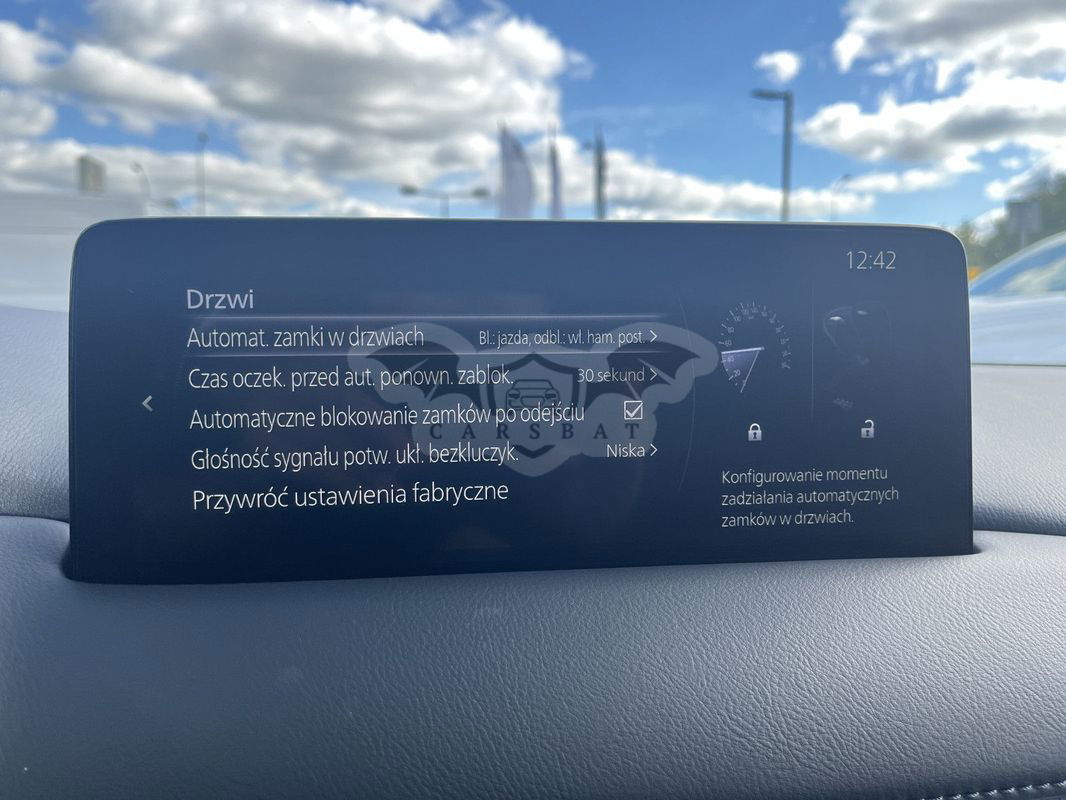 12:42
Drzwi
Automat. zamki w drzwiach Bl.: jazda, odbl.: wł. ham. post. >
Czas oczek. przed aut. ponown. zablok. 30 sekund >
Automatyczne blokowanie zamków po odejściu
Głośność sygnału potw. ukł. bezkluczyk. Niska >
Przywróć ustawienia fabryczne
CARSBAT
Konfigurowanie momentu
zadziałania automatycznych
zamków w drzwiach.